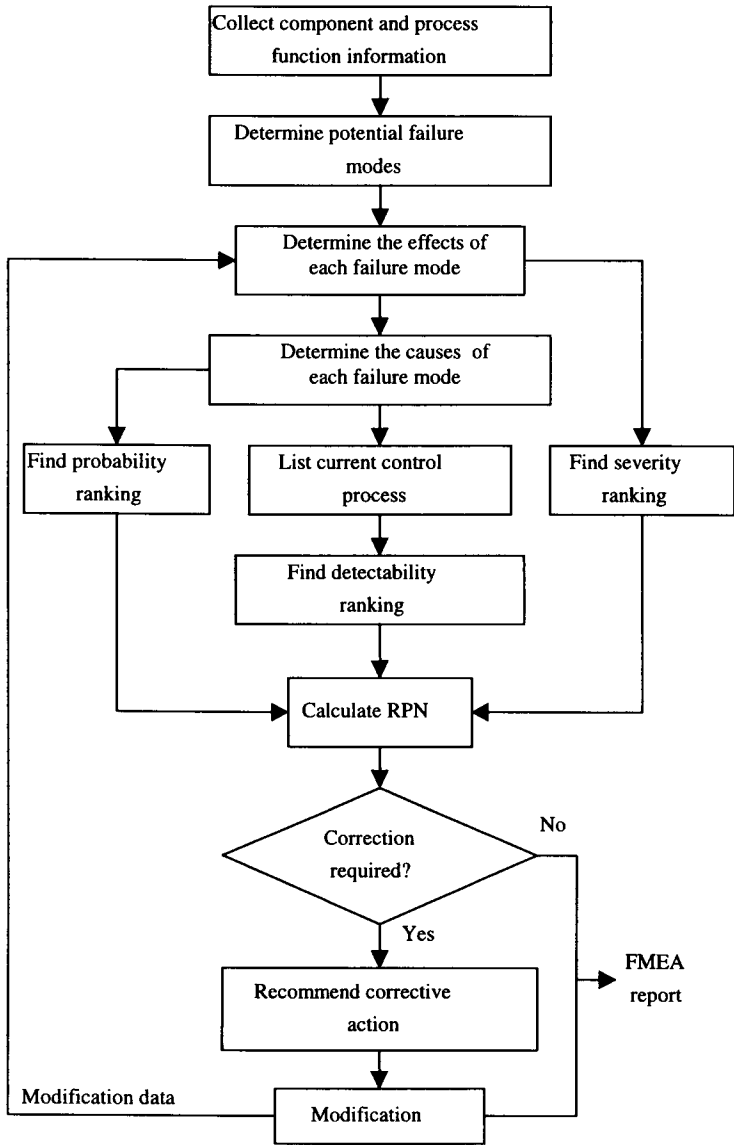 Collect component and process
function information
Determine potential failure
modes
Determine the effects of
each failure mode
Determine the causes of
each failure mode
Find probability
ranking
List current control
process
Find severity
ranking
Find detectability
ranking
Calculate RPN
Correction
required?
No
Yes
FMEA
report
Recommend corrective
action
Modification data
Modification